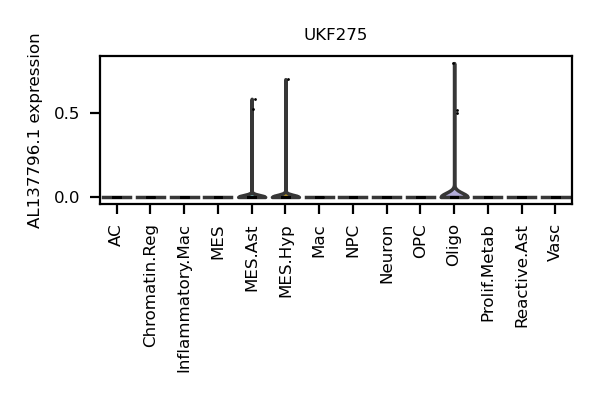 UKF275
AL137796.1 expression
0.5
0.0
AC
Chromatin.Reg
Inflammatory.Mac
MES
MES.Ast
MES.Hyp
Mac
NPC
Neuron
OPC
Oligo
Prolif.Metab
Reactive.Ast
Vasc